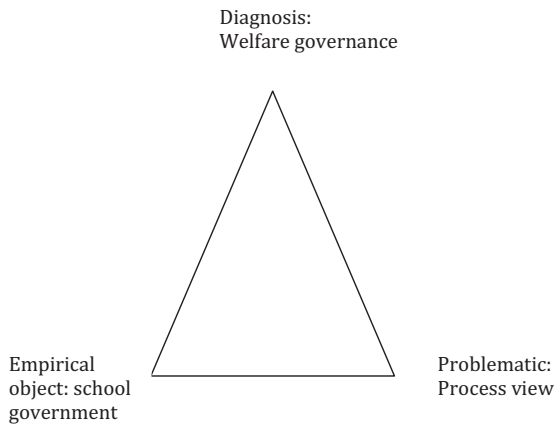 Diagnosis:
Welfare governance
Empirical
object: school
government
Problematic:
Process view